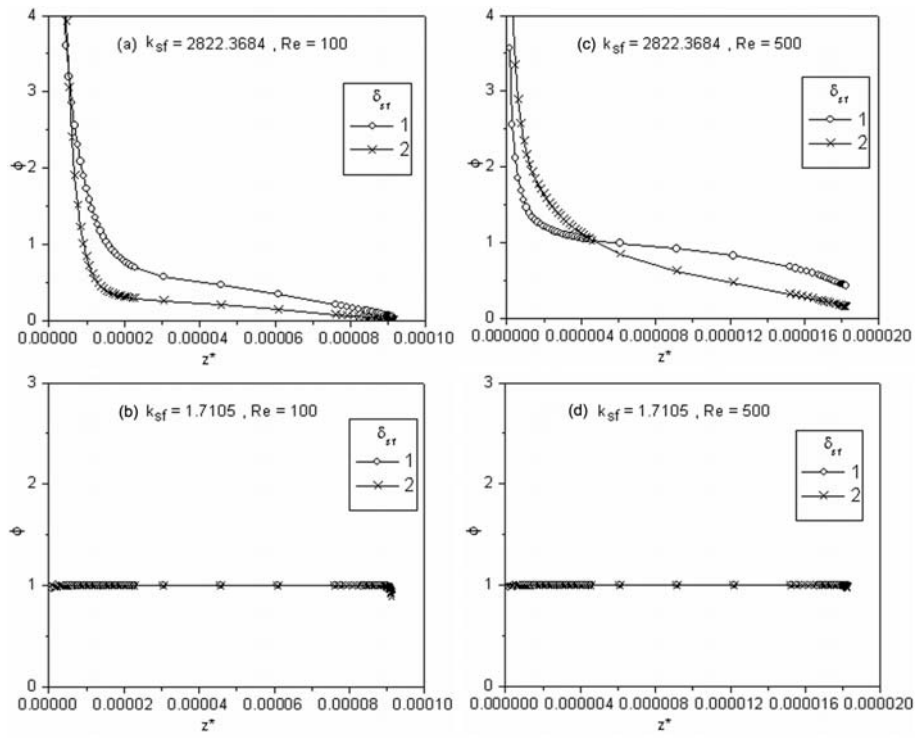 4
3
2
1
0
ϕ
(a) k_sf = 2822.3684 , Re = 100
δ_sf
1
2
0.00000 0.00002 0.00004 0.00006 0.00008 0.00010
z*
4
3
2
1
0
ϕ
(c) k_sf = 2822.3684 , Re = 500
δ_sf
1
2
0.000000 0.000004 0.000008 0.000012 0.000016 0.000020
z*
3
2
1
0
ϕ
(b) k_sf = 1.7105 , Re = 100
δ_sf
1
2
0.00000 0.00002 0.00004 0.00006 0.00008 0.00010
z*
3
2
1
0
ϕ
(d) k_sf = 1.7105 , Re = 500
δ_sf
1
2
0.000000 0.000004 0.000008 0.000012 0.000016 0.000020
z*